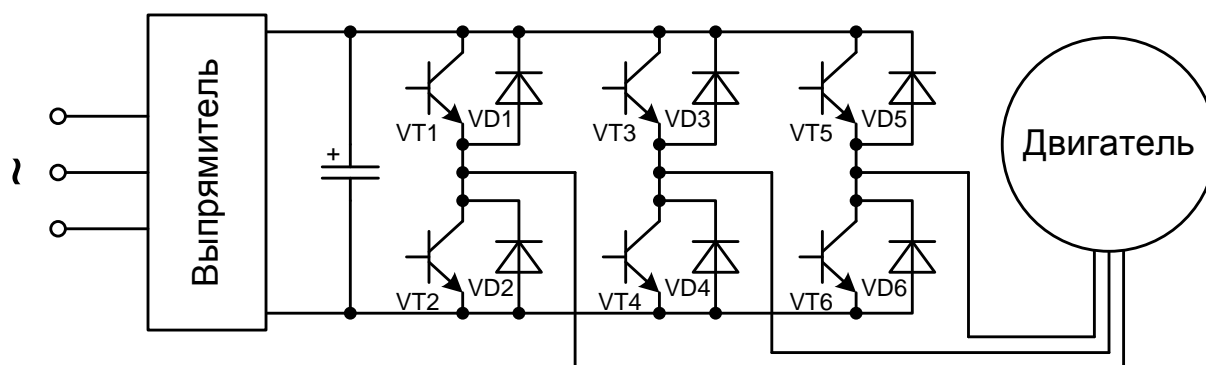 Выпрямитель
~
+
VT1
VD1
VT3
VD3
VT5
VD5
Двигатель
VT2
VD2
VT4
VD4
VT6
VD6